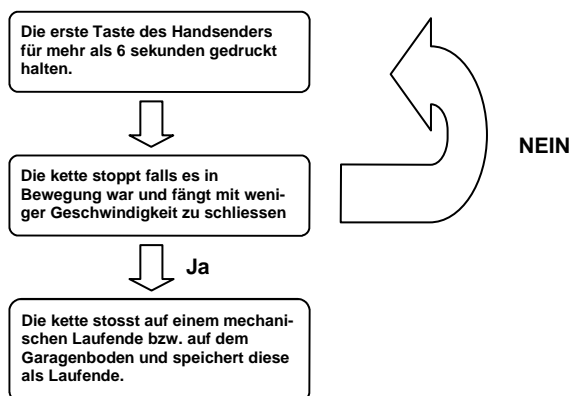 Die erste Taste des Handsenders
für mehr als 6 sekunden gedruckt
halten.
NEIN
Die kette stoppt falls es in
Bewegung war und fängt mit weni-
ger Geschwindigkeit zu schliessen
Ja
Die kette stosst auf einem mechani-
schen Laufende bzw. auf dem
Garagenboden und speichert diese
als Laufende.